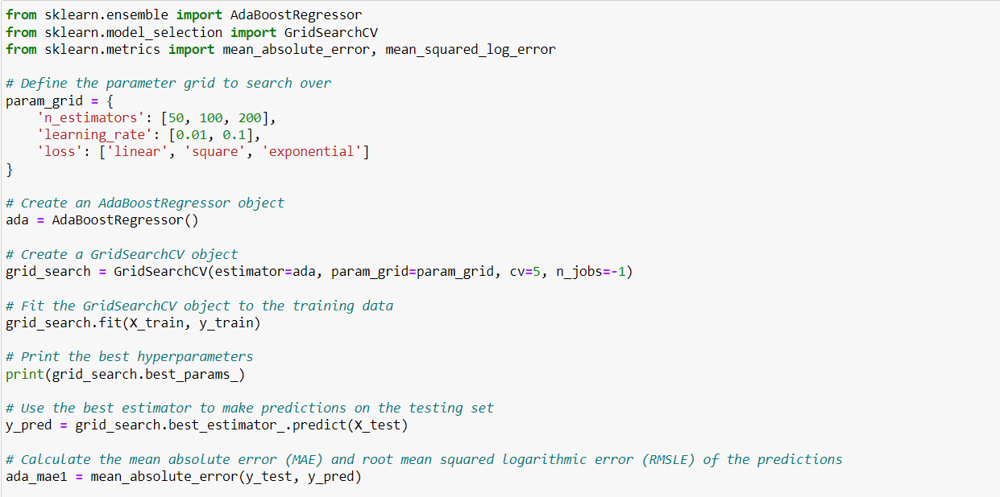 from sklearn.ensemble import AdaBoostRegressor
from sklearn.model_selection import GridSearchCV
from sklearn.metrics import mean_absolute_error, mean_squared_log_error

# Define the parameter grid to search over
param_grid = {
    'n_estimators': [50, 100, 200],
    'learning_rate': [0.01, 0.1],
    'loss': ['linear', 'square', 'exponential']
}

# Create an AdaBoostRegressor object
ada = AdaBoostRegressor()

# Create a GridSearchCV object
grid_search = GridSearchCV(estimator=ada, param_grid=param_grid, cv=5, n_jobs=-1)

# Fit the GridSearchCV object to the training data
grid_search.fit(X_train, y_train)

# Print the best hyperparameters
print(grid_search.best_params_)

# Use the best estimator to make predictions on the testing set
y_pred = grid_search.best_estimator_.predict(X_test)

# Calculate the mean absolute error (MAE) and root mean squared logarithmic error (RMSLE) of the predictions
ada_mae1 = mean_absolute_error(y_test, y_pred)